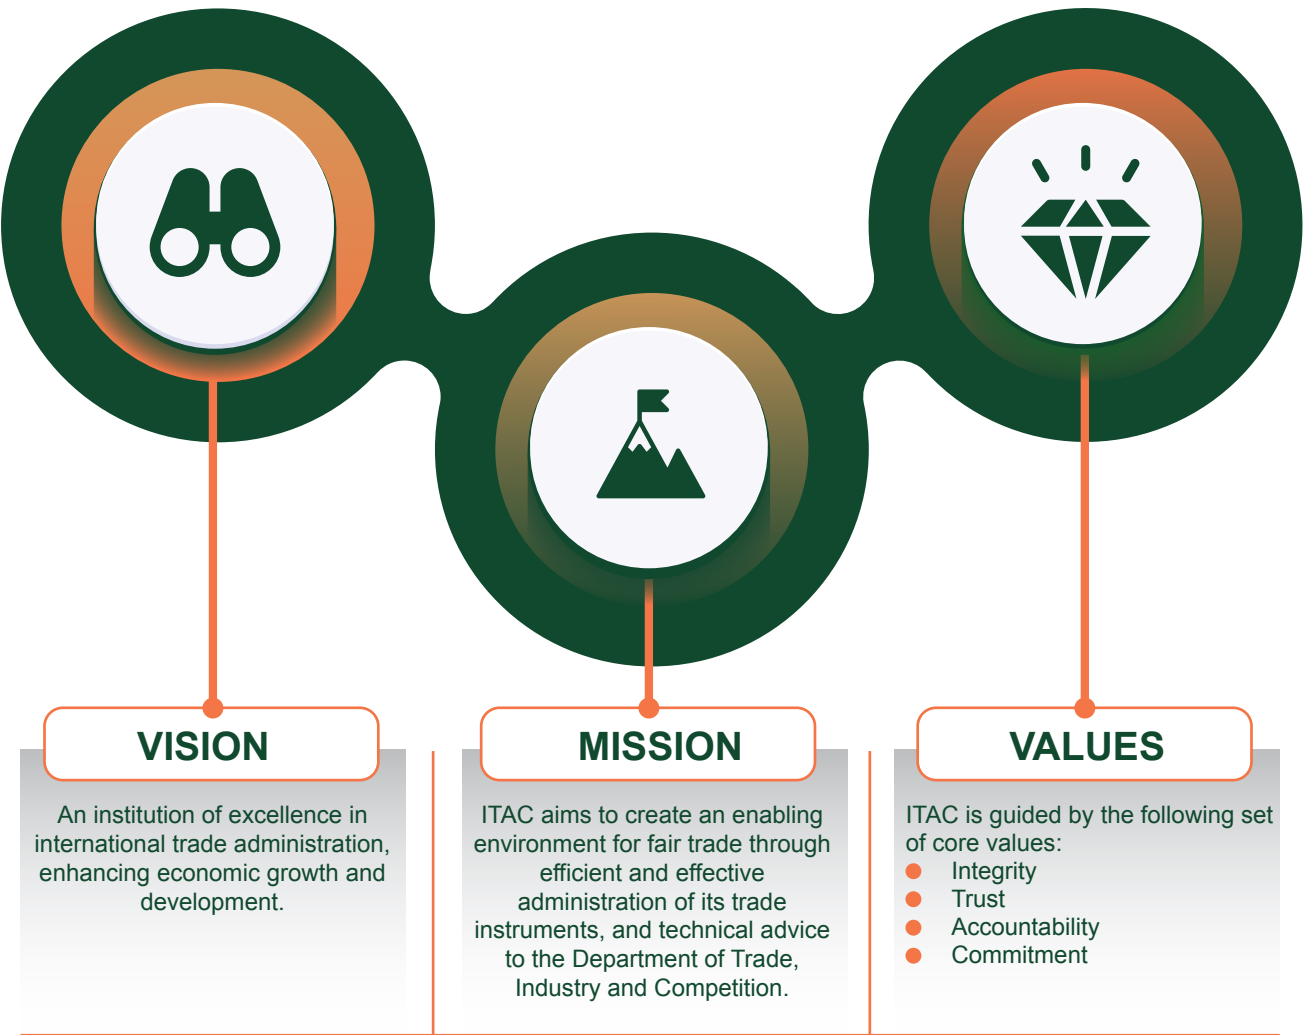 VISION
An institution of excellence in
international trade administration,
enhancing economic growth and
development.
MISSION
ITAC aims to create an enabling
environment for fair trade through
efficient and effective
administration of its trade
instruments, and technical advice
to the Department of Trade,
Industry and Competition.
VALUES
ITAC is guided by the following set
of core values:
Integrity
Trust
Accountability
Commitment